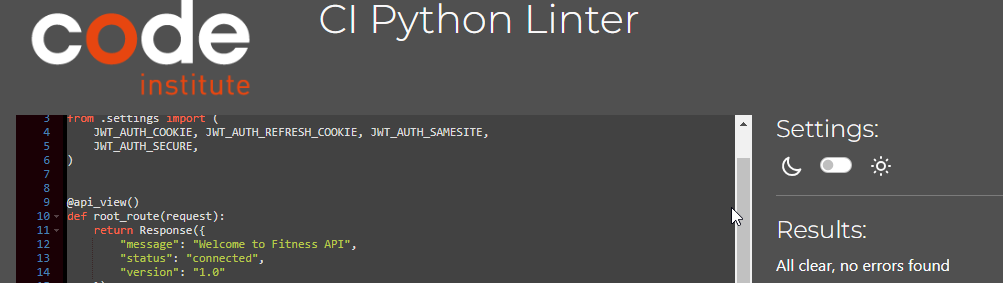 code
institute
CI Python Linter
3 from .settings import (
4 JWT_AUTH_COOKIE, JWT_AUTH_REFRESH_COOKIE, JWT_AUTH_SAMESITE,
5 JWT_AUTH_SECURE,
6 )
7
8
9 @api_view()
10 def root_route(request):
11 return Response({
12 "message": "Welcome to Fitness API",
13 "status": "connected",
14 "version": "1.0"
Settings:
Results:
All clear, no errors found